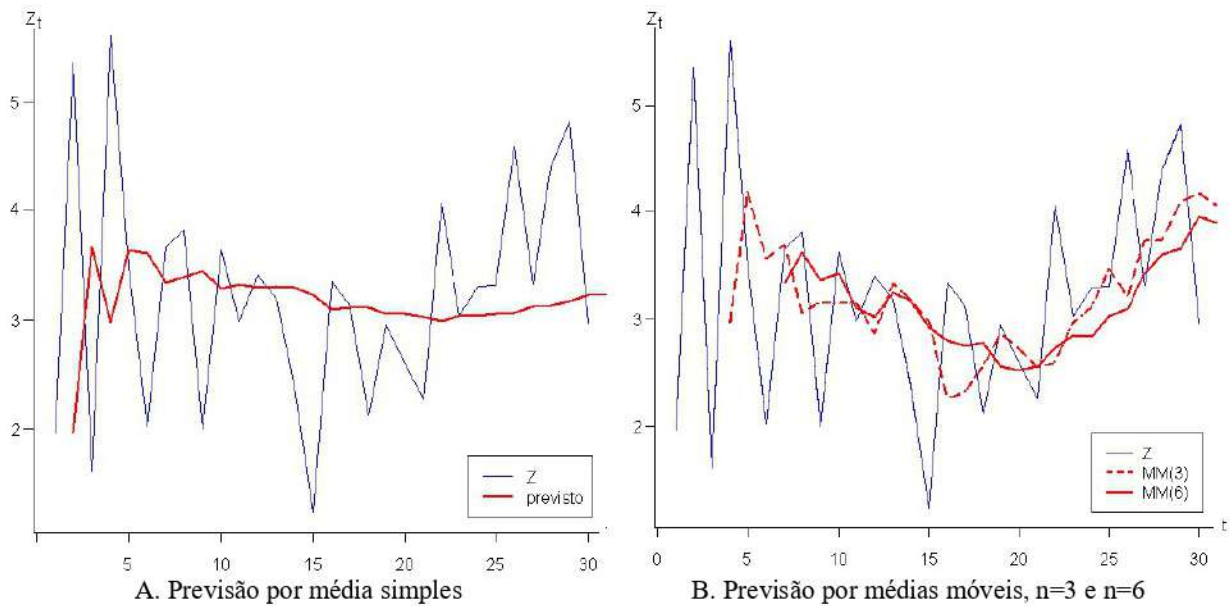 Zt
5
4
3
2
5
10
15
20
25
30
Z
previsto
A. Previsão por média simples
Zt
5
4
3
2
0
5
10
15
20
25
30
t
Z
MM(3)
MM(6)
B. Previsão por médias móveis, n=3 e n=6